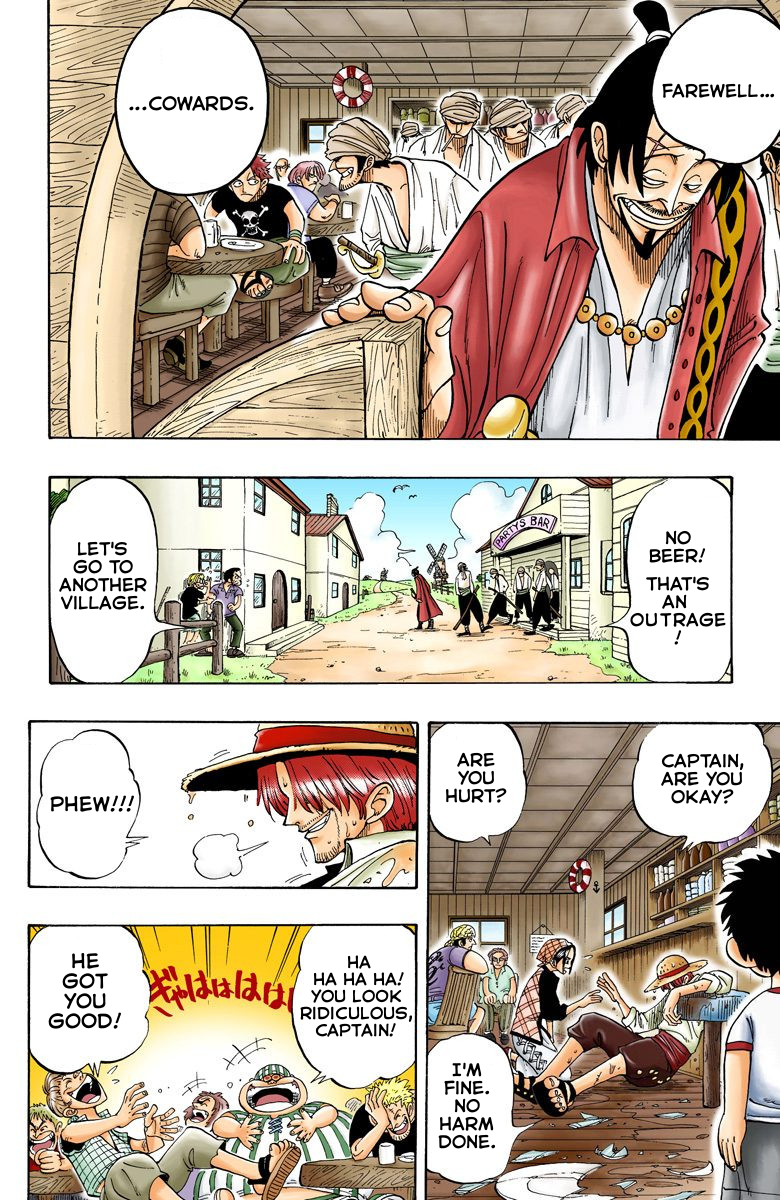 FAREWELL...
...COWARDS.
NO
BEER!
THAT'S
AN
OUTRAGE
!
PARTYS BAR
LET'S
GO TO
ANOTHER
VILLAGE.
CAPTAIN,
ARE YOU
OKAY?
ARE
YOU
HURT?
I'M
FINE.
NO
HARM
DONE.
PHEW!!!
HA
HA HA HA!
YOU LOOK
RIDICULOUS,
CAPTAIN!
ぎゃはははは
HE
GOT
YOU
GOOD!